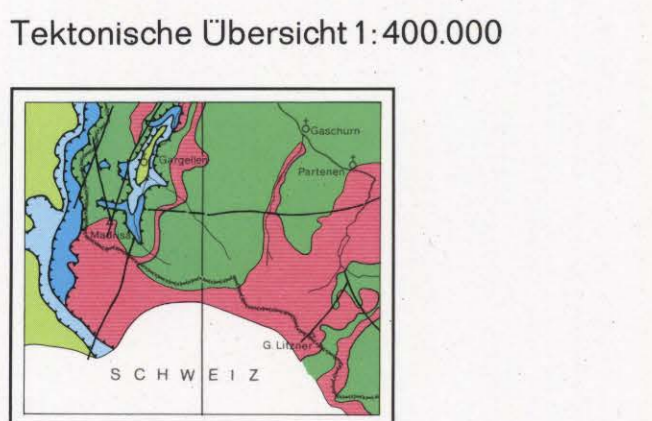 Tektonische Übersicht 1:400.000
Gaschurn
Gargellen
Partenen
Madrisa
G. Litzner
SCHWEIZ